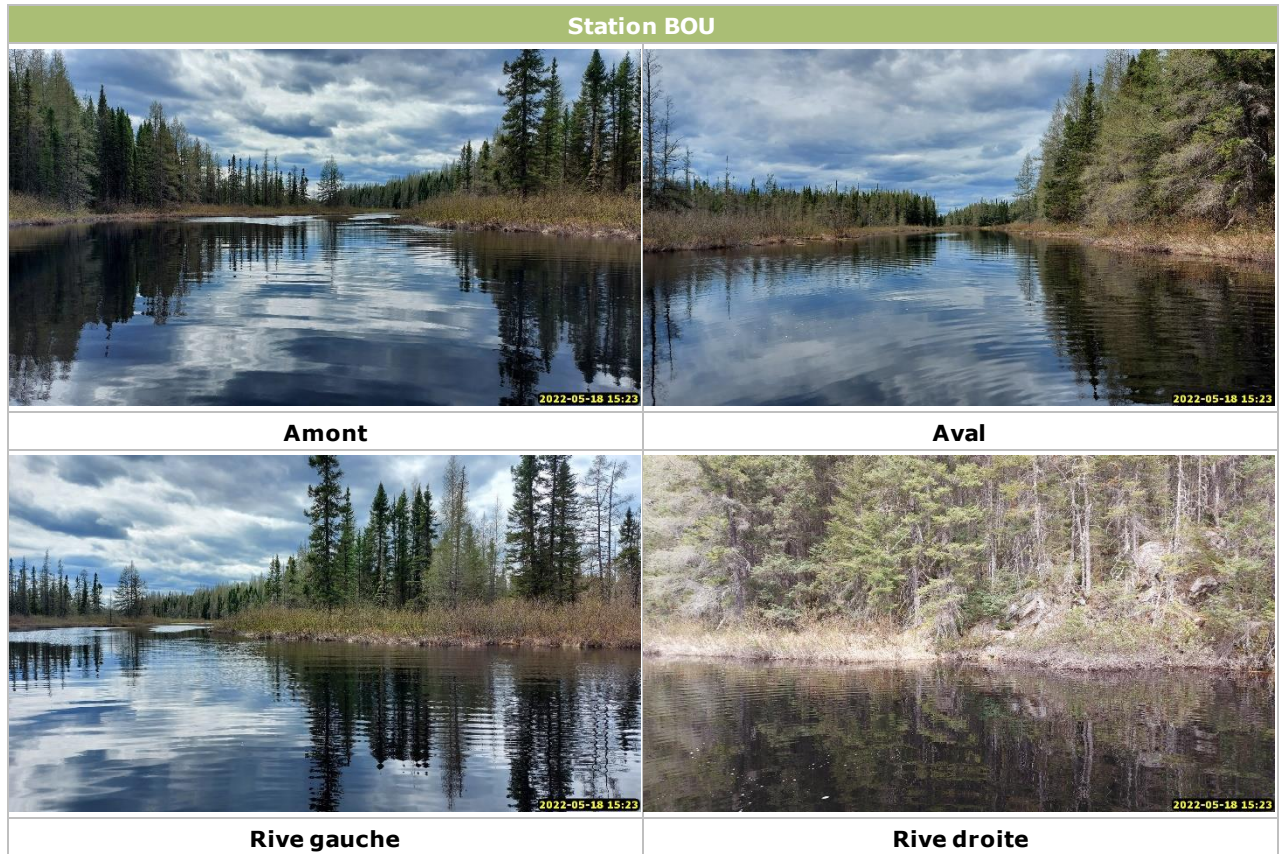 Station BOU
2022-05-18 15:23
2022-05-18 15:23
Amont
Aval
2022-05-18 15:23
2022-05-18 15:23
Rive gauche
Rive droite